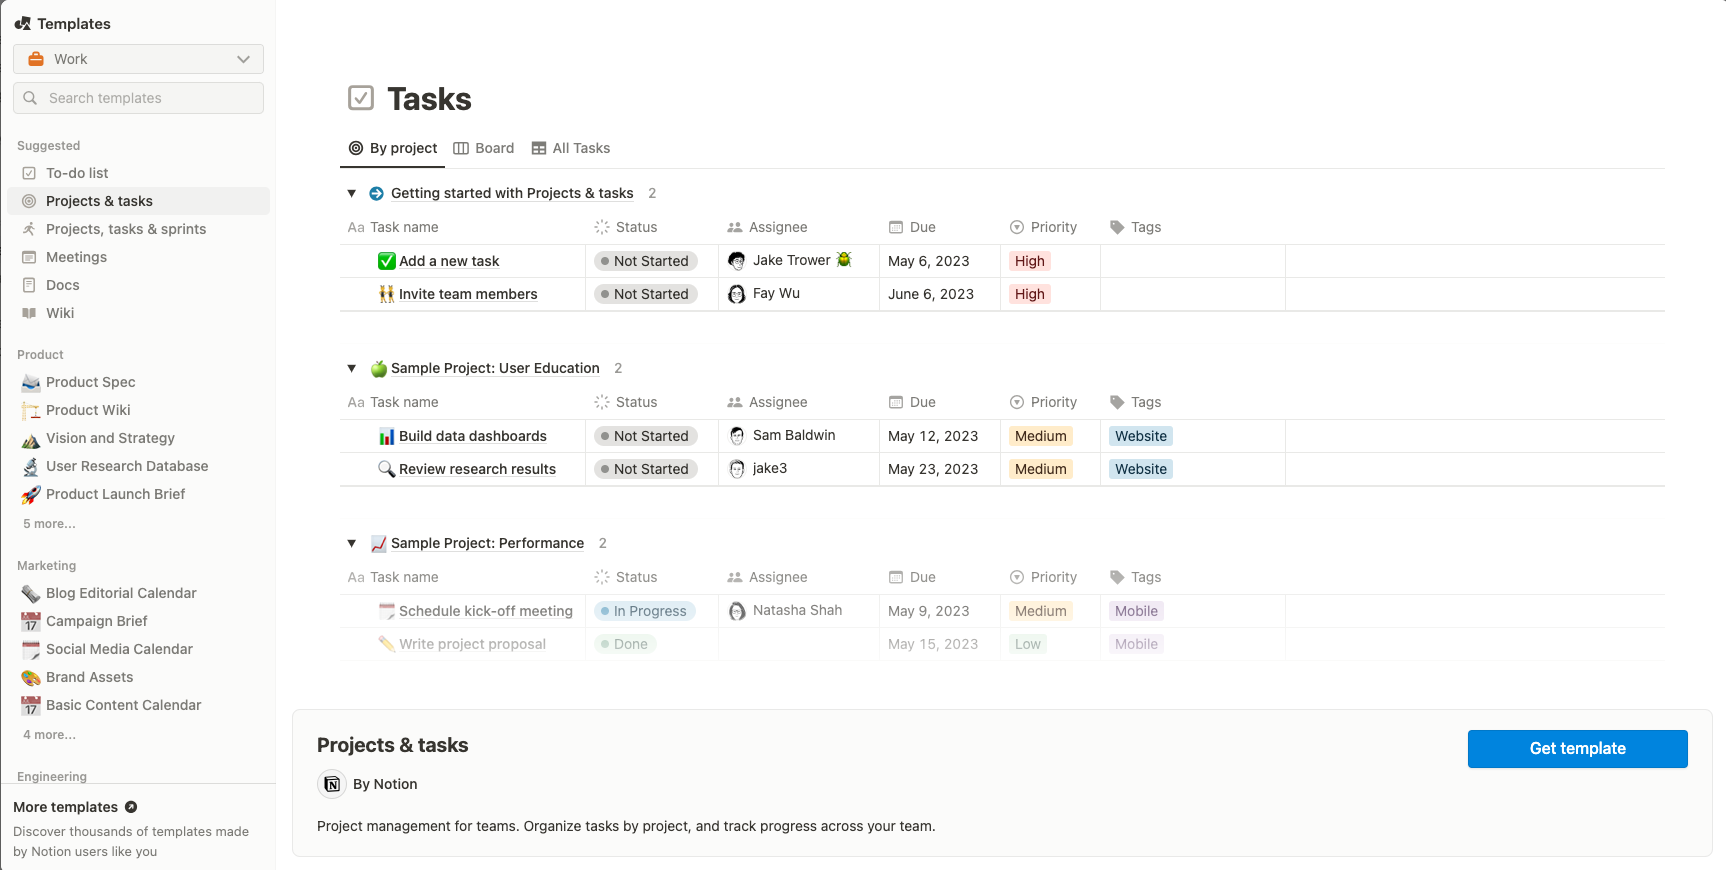 Templates
Work
Search templates
Suggested
To-do list
Projects & tasks
Projects, tasks & sprints
Meetings
Docs
Wiki
Product
Product Spec
Product Wiki
Vision and Strategy
User Research Database
Product Launch Brief
5 more...
Marketing
Blog Editorial Calendar
17 Campaign Brief
Social Media Calendar
Brand Assets
17 Basic Content Calendar
4 more...
Engineering
More templates
Discover thousands of templates made
by Notion users like you
Tasks
By project Board All Tasks
Getting started with Projects & tasks 2
Aa Task name Status Assignee Due Priority Tags
Add a new task Not Started Jake Trower May 6, 2023 High
Invite team members Not Started Fay Wu June 6, 2023 High
Sample Project: User Education 2
Aa Task name Status Assignee Due Priority Tags
Build data dashboards Not Started Sam Baldwin May 12, 2023 Medium Website
Review research results Not Started jake3 May 23, 2023 Medium Website
Sample Project: Performance 2
Aa Task name Status Assignee Due Priority Tags
Schedule kick-off meeting In Progress Natasha Shah May 9, 2023 Medium Mobile
Write project proposal Done May 15, 2023 Low Mobile
Projects & tasks
Get template
N By Notion
Project management for teams. Organize tasks by project, and track progress across your team.